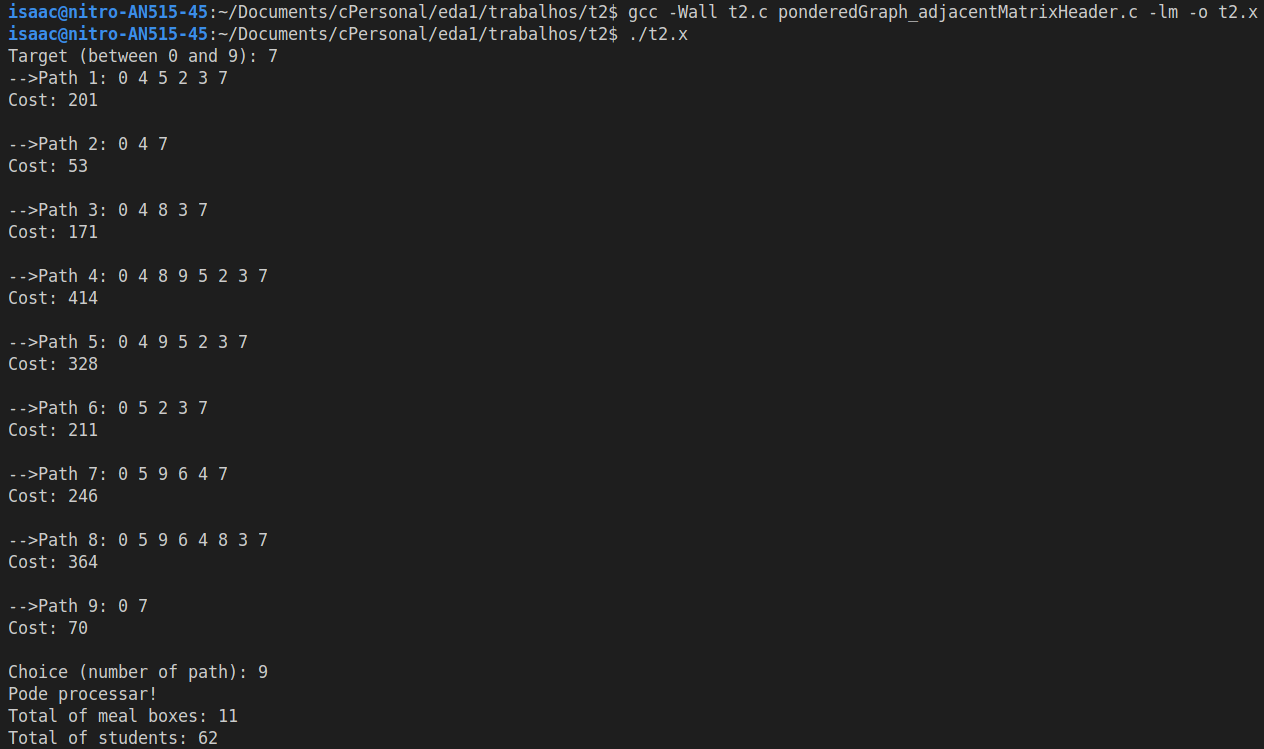 isaac@nitro-AN515-45:~/Documents/cPersonal/eda1/trabalhos/t2$ gcc -Wall t2.c ponderedGraph_adjacentMatrixHeader.c -lm -o t2.x
isaac@nitro-AN515-45:~/Documents/cPersonal/eda1/trabalhos/t2$ ./t2.x
Target (between 0 and 9): 7
-->Path 1: 0 4 5 2 3 7
Cost: 201

-->Path 2: 0 4 7
Cost: 53

-->Path 3: 0 4 8 3 7
Cost: 171

-->Path 4: 0 4 8 9 5 2 3 7
Cost: 414

-->Path 5: 0 4 9 5 2 3 7
Cost: 328

-->Path 6: 0 5 2 3 7
Cost: 211

-->Path 7: 0 5 9 6 4 7
Cost: 246

-->Path 8: 0 5 9 6 4 8 3 7
Cost: 364

-->Path 9: 0 7
Cost: 70

Choice (number of path): 9
Pode processar!
Total of meal boxes: 11
Total of students: 62